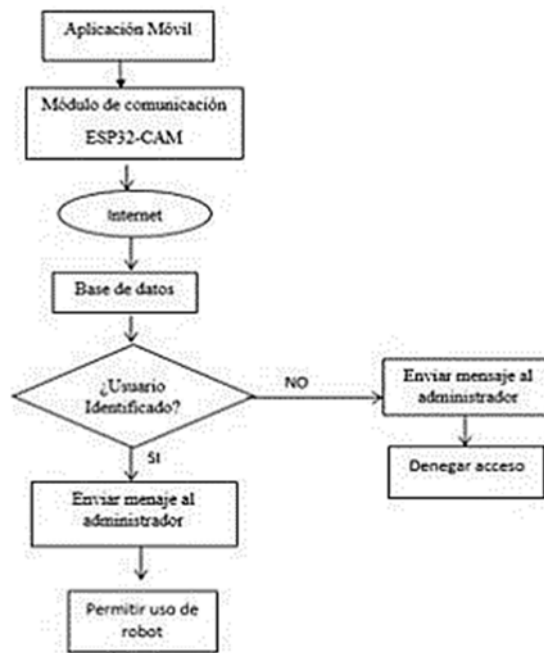 Aplicación Móvil
Módulo de comunicación
ESP32-CAM
Internet
Base de datos
¿Usuario
Identificado?
NO
Enviar mensaje al
administrador
Denegar acceso
SI
Enviar menaje al
administrador
Permitir uso de
robot